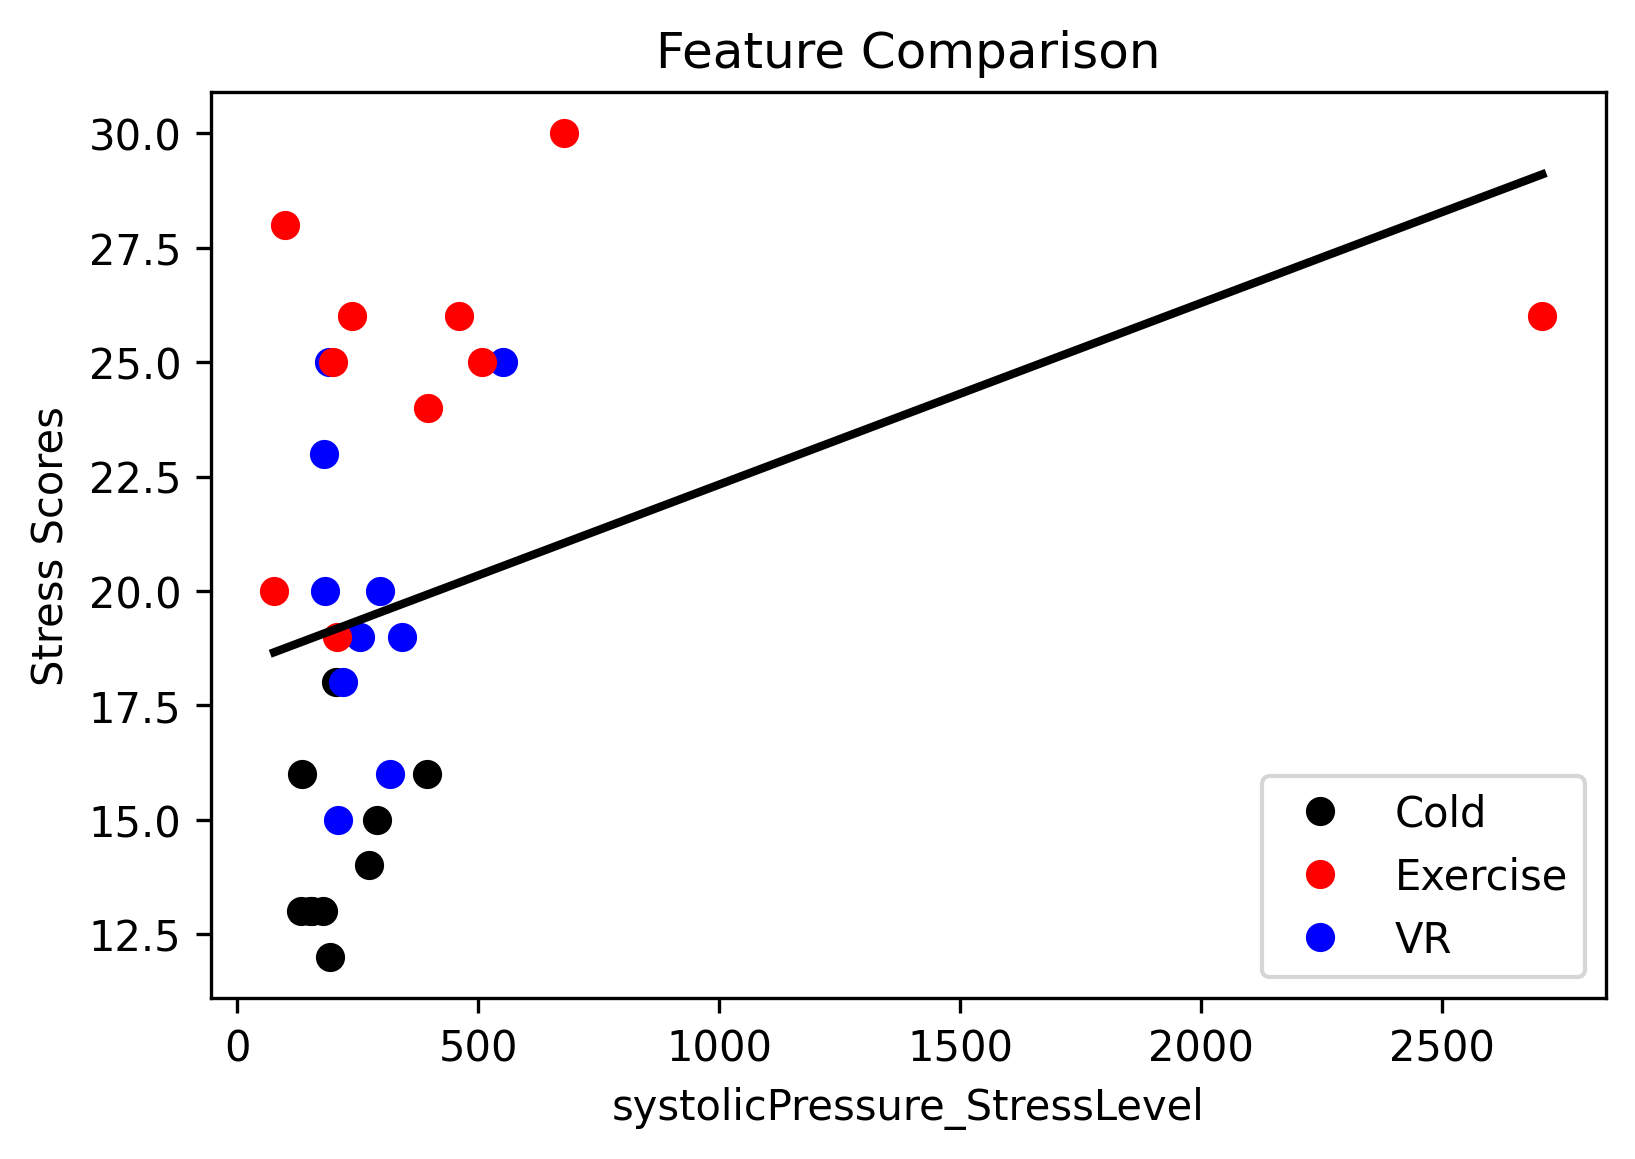 Feature Comparison
30.0
27.5
25.0
22.5
20.0
17.5
15.0
12.5
Stress Scores
Cold
Exercise
VR
0 500 1000 1500 2000 2500
systolicPressure_StressLevel